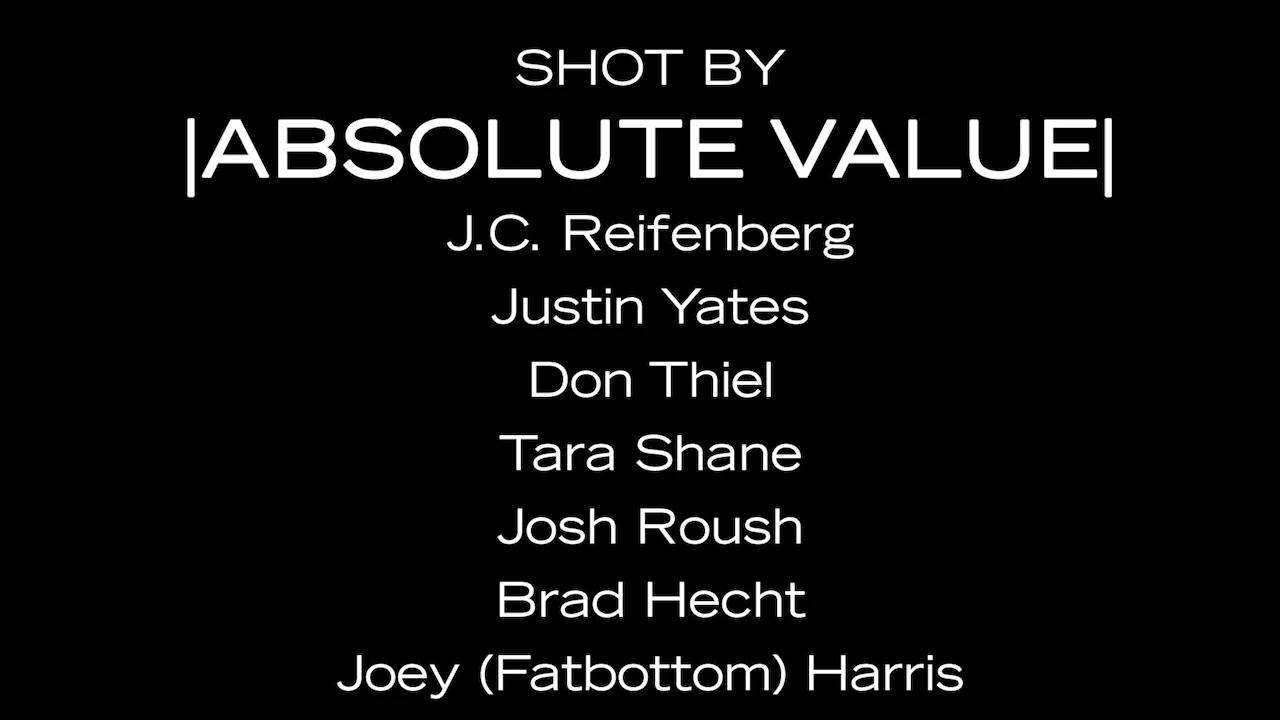 SHOT BY
|ABSOLUTE VALUE|
J.C. Reifenberg
Justin Yates
Don Thiel
Tara Shane
Josh Roush
Brad Hecht
Joey (Fatbottom) Harris